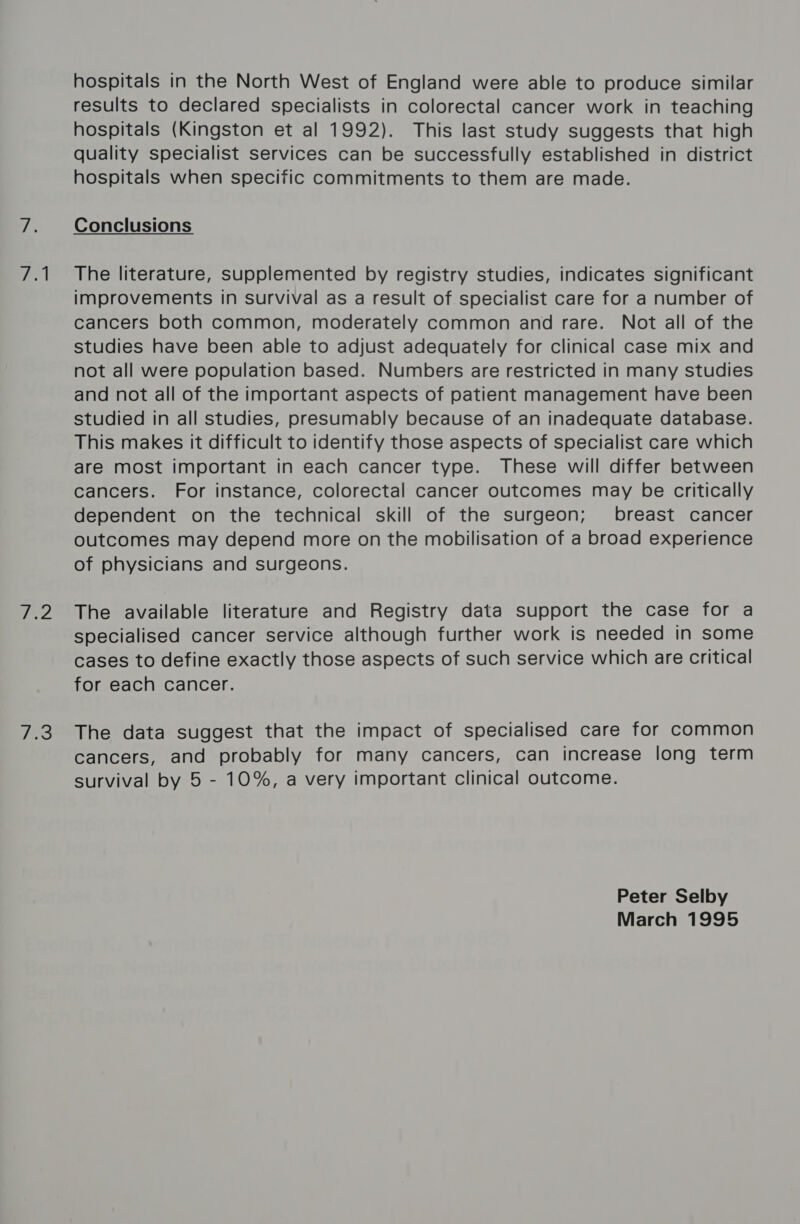 hospitals in the North West of England were able to produce similar
results to declared specialists in colorectal cancer work in teaching
hospitals (Kingston et al 1992). This last study suggests that high
quality specialist services can be successfully established in district
hospitals when specific commitments to them are made.
7. Conclusions
7.1 The literature, supplemented by registry studies, indicates significant
improvements in survival as a result of specialist care for a number of
cancers both common, moderately common and rare. Not all of the
studies have been able to adjust adequately for clinical case mix and
not all were population based. Numbers are restricted in many studies
and not all of the important aspects of patient management have been
studied in all studies, presumably because of an inadequate database.
This makes it difficult to identify those aspects of specialist care which
are most important in each cancer type. These will differ between
cancers. For instance, colorectal cancer outcomes may be critically
dependent on the technical skill of the surgeon; breast cancer
outcomes may depend more on the mobilisation of a broad experience
of physicians and surgeons.
7.2 The available literature and Registry data support the case for a
specialised cancer service although further work is needed in some
cases to define exactly those aspects of such service which are critical
for each cancer.
7.3 The data suggest that the impact of specialised care for common
cancers, and probably for many cancers, can increase long term
survival by 5 - 10%, a very important clinical outcome.
Peter Selby
March 1995